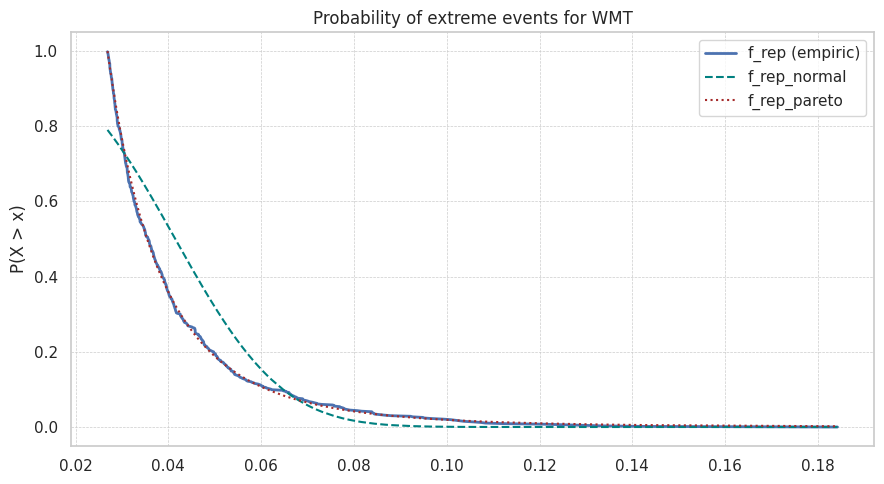 Probability of extreme events for WMT
f_rep (empiric)
f_rep_normal
f_rep_pareto
P(X > x)
1.0
0.8
0.6
0.4
0.2
0.0
0.02 0.04 0.06 0.08 0.10 0.12 0.14 0.16 0.18